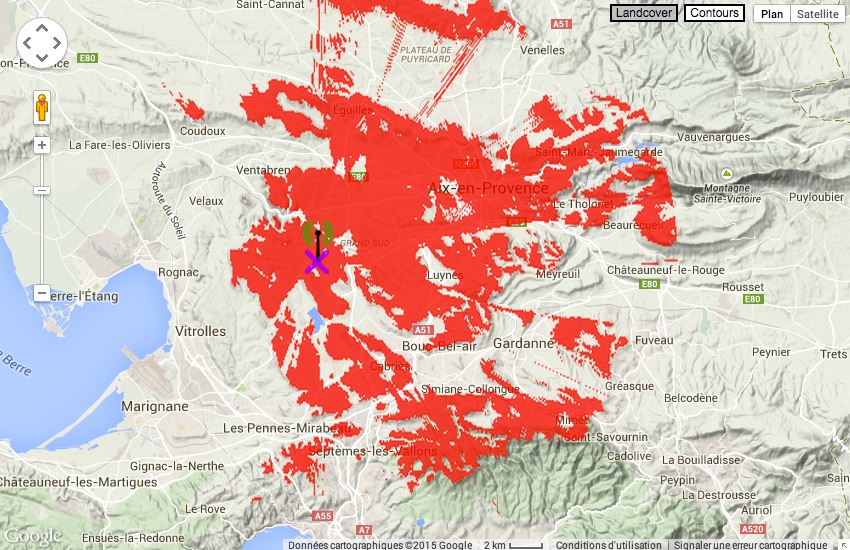 Saint-Cannat
Landcover
Contours
Plan
Satellite
A51
PLATEAU DE
PUYRICARD
Venelles
E80
Éguilles
Coudoux
La Fare-les-Oliviers
Vauvenargues
Saint-Marc-Jaumegarde
Ventabren
E80
Aix-en-Provence
Montagne
Sainte-Victoire
Puyloubier
Autoroute du Soleil
Velaux
Le Tholonet
Beaurecueil
GRAND SUD
Rognac
Luynes
Meyreuil
Châteauneuf-le-Rouge
E80
Rousset
E80
Berre-l'Étang
Vitrolles
A51
Bouc-Bel-air
Gardanne
Fuveau
Peynier
Trets
Cabriès
Simiane-Collongue
Gréasque
Belcodène
Marignane
Mimet
Les Pennes-Mirabeau
Saint-Savournin
Septèmes-les-Vallons
Cadolive
La Bouilladisse
Gignac-la-Nerthe
Peypin
Châteauneuf-les-Martigues
La Destrousse
Le Rove
Auriol
A55
A7
A520
Ensuès-la-Redonne
Google
Données cartographiques ©2015 Google
2 km
Conditions d'utilisation
Signaler une erreur cartographique